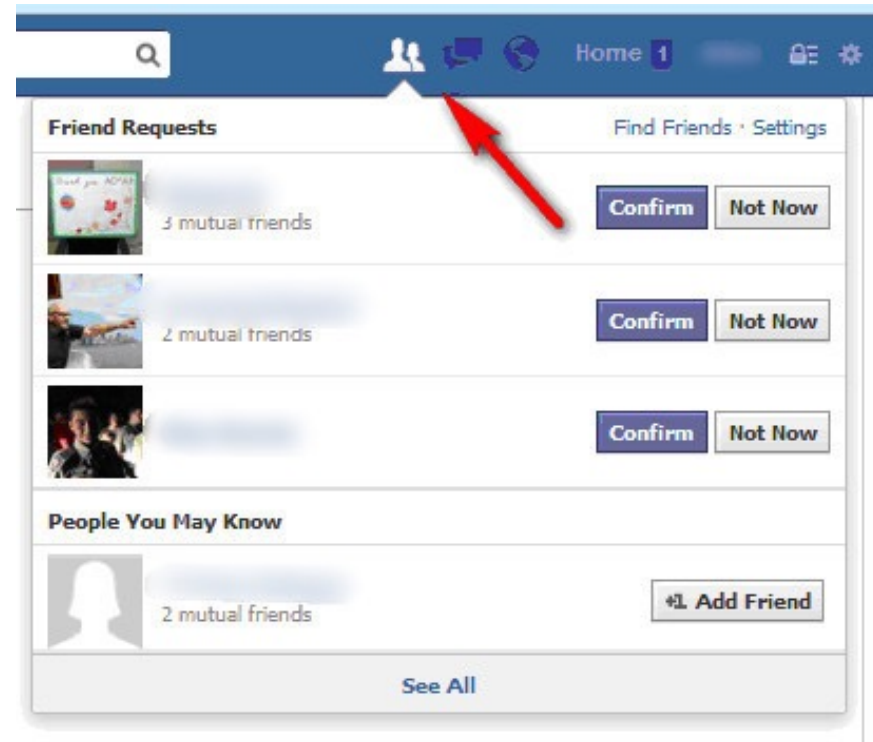 Home 1
Friend Requests
Find Friends · Settings
3 mutual friends
Confirm
Not Now
2 mutual friends
Confirm
Not Now
Confirm
Not Now
People You May Know
2 mutual friends
+1 Add Friend
See All